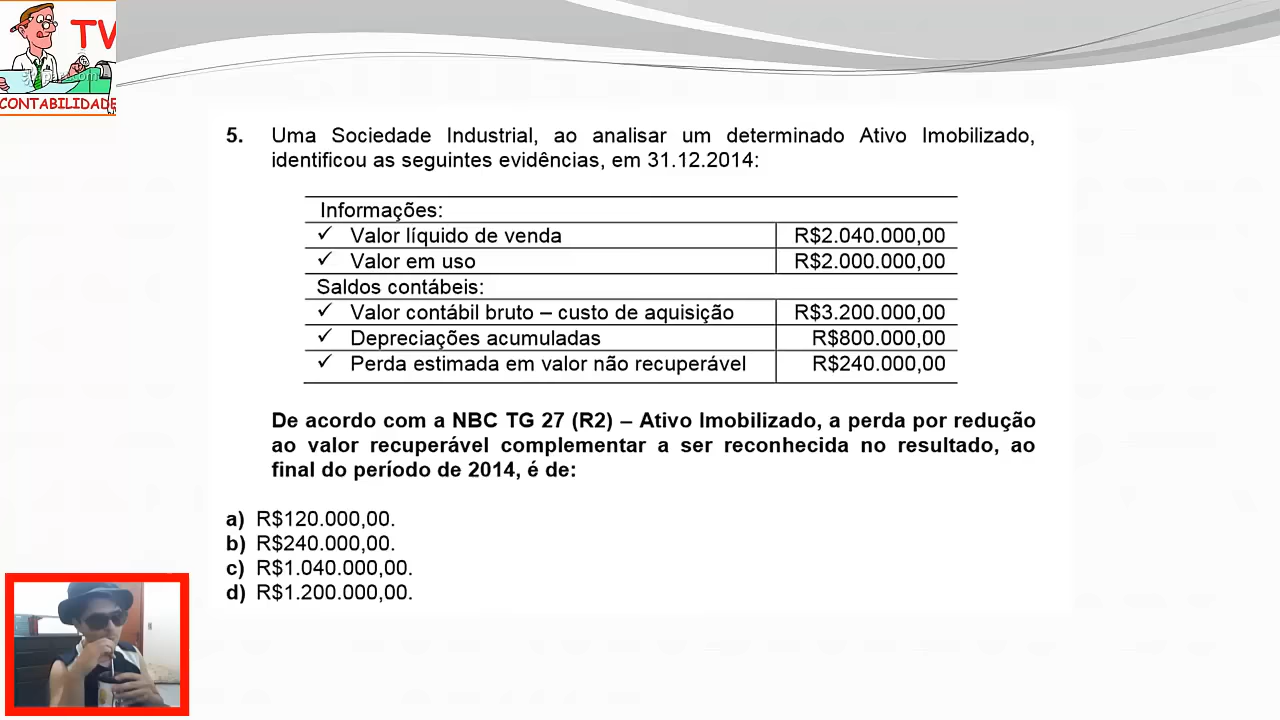 TV
CONTABILIDADE
5. Uma Sociedade Industrial, ao analisar um determinado Ativo Imobilizado,
identificou as seguintes evidências, em 31.12.2014:
Informações:
✓ Valor líquido de venda R$2.040.000,00
✓ Valor em uso R$2.000.000,00
Saldos contábeis:
✓ Valor contábil bruto – custo de aquisição R$3.200.000,00
✓ Depreciações acumuladas R$800.000,00
✓ Perda estimada em valor não recuperável R$240.000,00
De acordo com a NBC TG 27 (R2) – Ativo Imobilizado, a perda por redução
ao valor recuperável complementar a ser reconhecida no resultado, ao
final do período de 2014, é de:
a) R$120.000,00.
b) R$240.000,00.
c) R$1.040.000,00.
d) R$1.200.000,00.